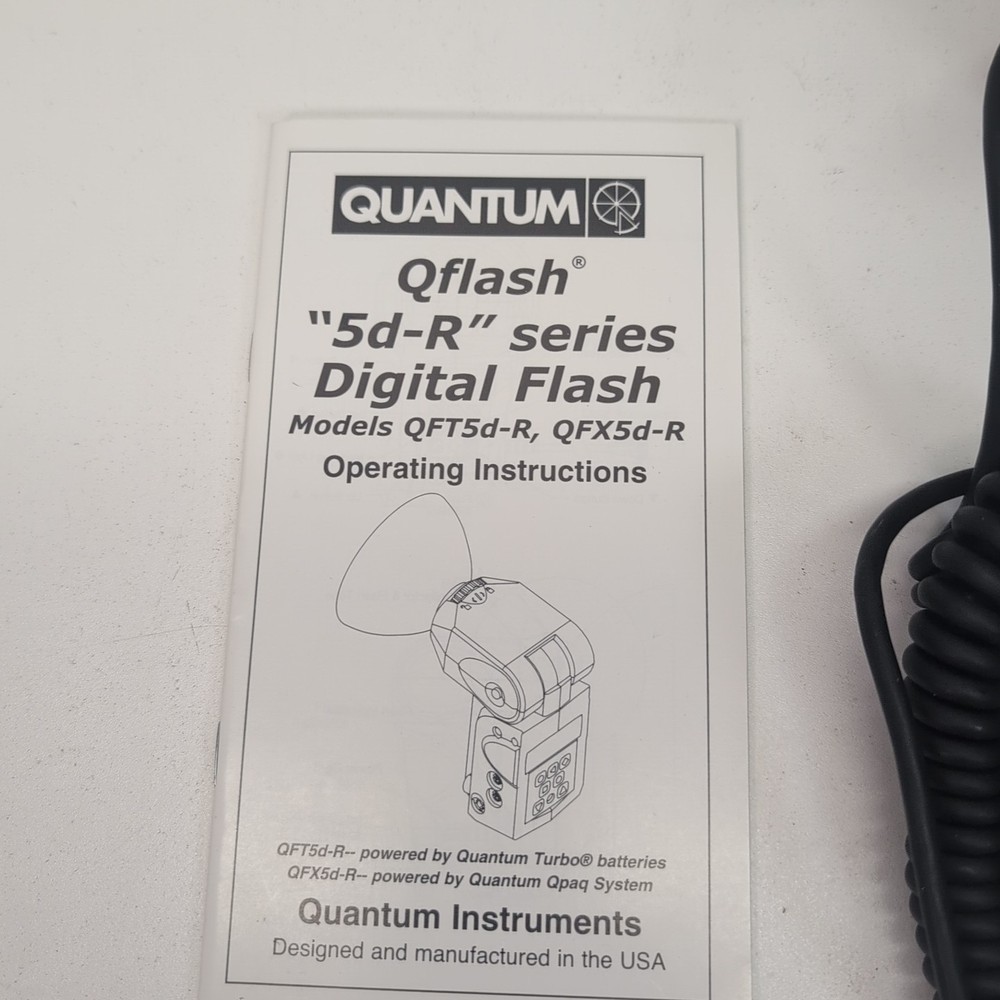 QUANTUM
Qflash®
“5d-R” series
Digital Flash
Models QFT5d-R, QFX5d-R
Operating Instructions
QFT5d-R-- powered by Quantum Turbo® batteries
QFX5d-R-- powered by Quantum Qpaq System
Quantum Instruments
Designed and manufactured in the USA